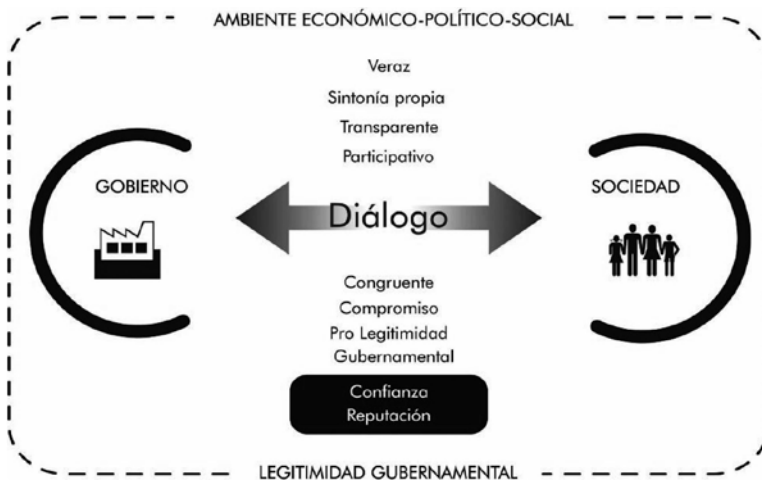 AMBIENTE ECONÓMICO-POLÍTICO-SOCIAL
Veraz
Sintonía propia
Transparente
Participativo
GOBIERNO
Diálogo
SOCIEDAD
Congruente
Compromiso
Pro Legitimidad
Gubernamental
Confianza
Reputación
LEGITIMIDAD GUBERNAMENTAL